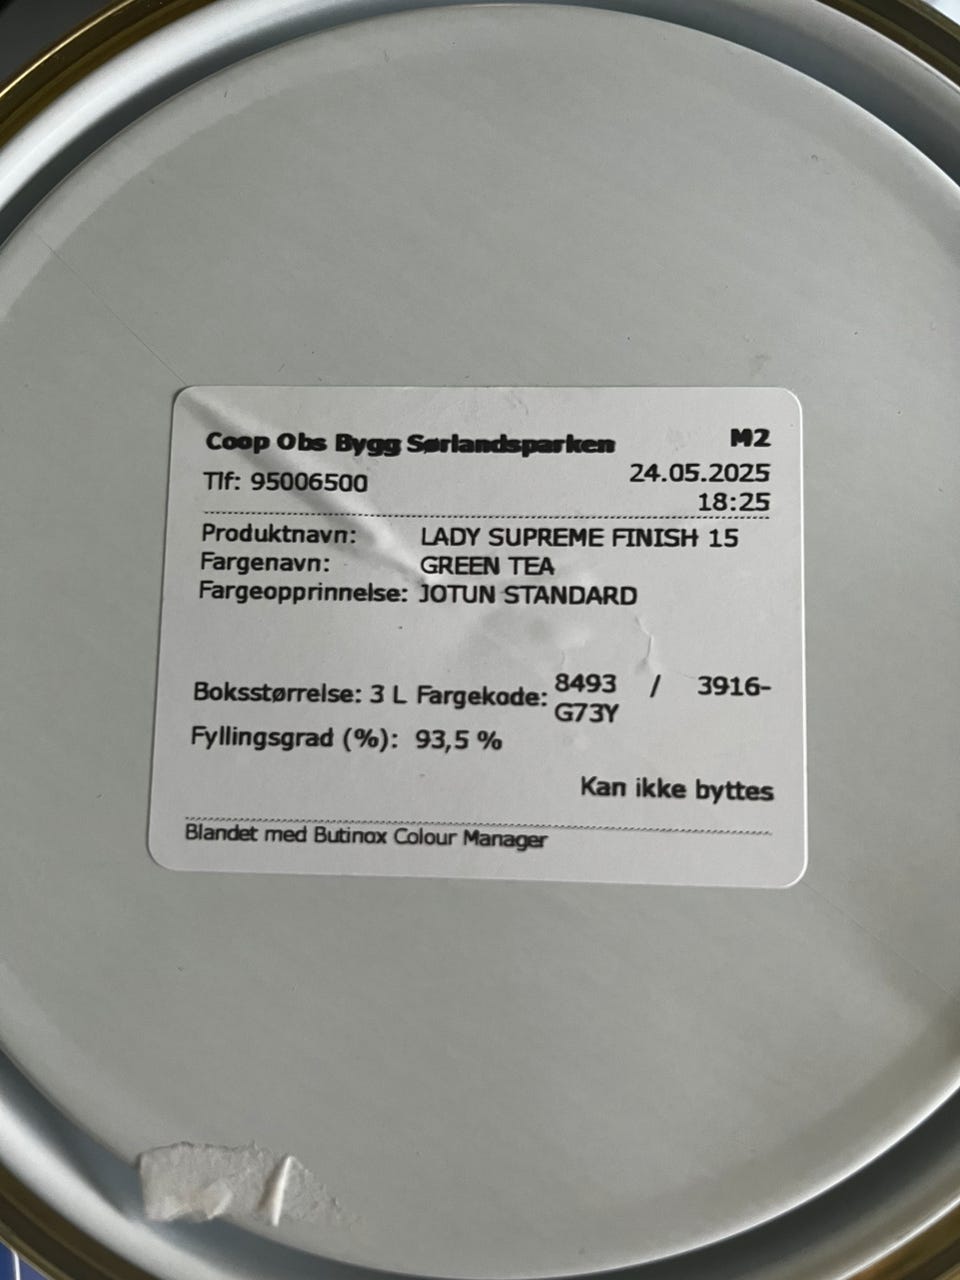 Coop Obs Bygg Sørlandsparken M2
Tlf: 95006500 24.05.2025
18:25
Produktnavn: LADY SUPREME FINISH 15
Fargenavn: GREEN TEA
Fargeopprinnelse: JOTUN STANDARD
Boksstørrelse: 3 L Fargekode: 8493 / 3916-
G73Y
Fyllingsgrad (%): 93,5 %
Kan ikke byttes
Blandet med Butinox Colour Manager